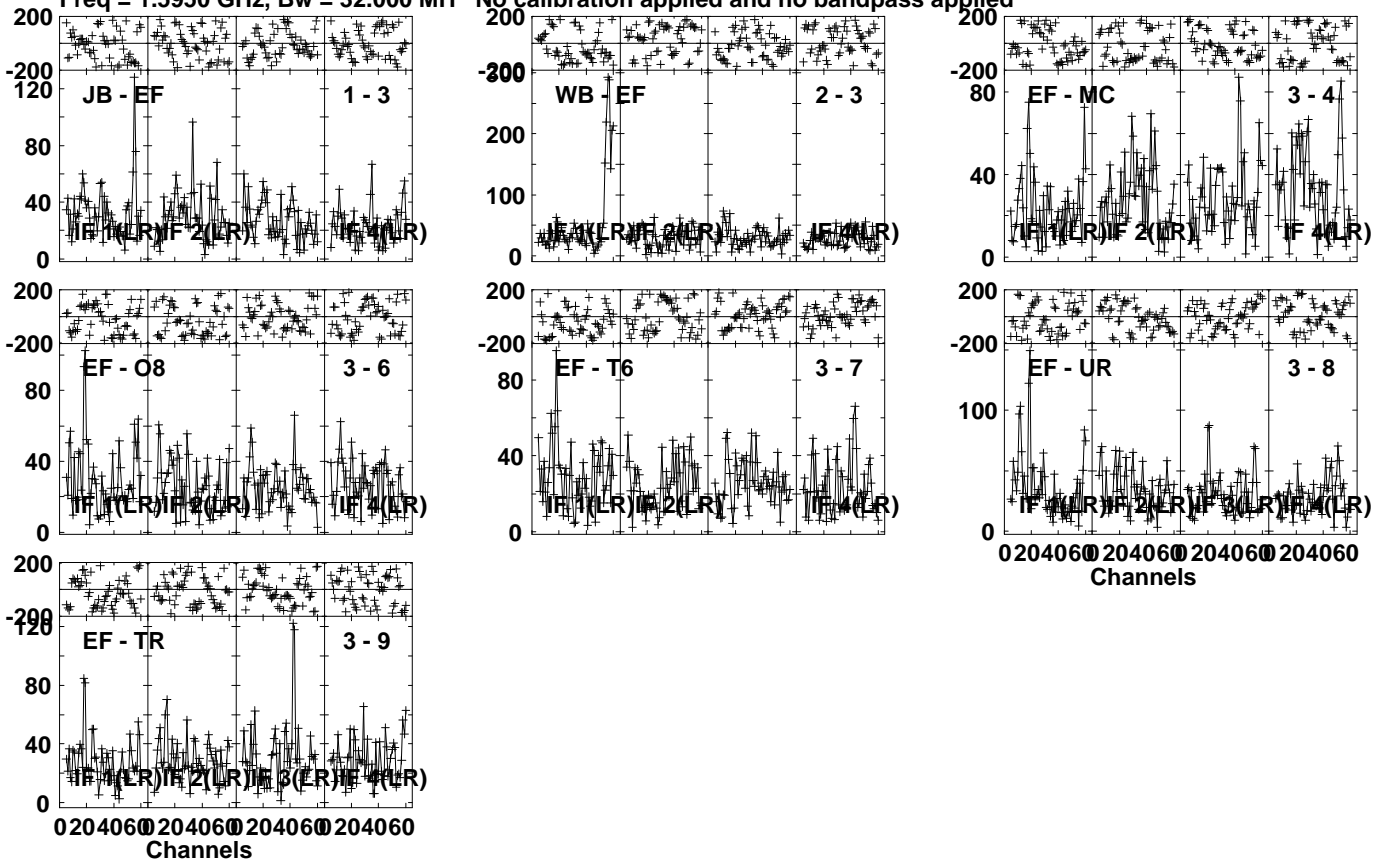 Freq = 1.5950 GHz, Bw = 32.000 MH No calibration applied and no bandpass applied
200
-200
120
80
40
0
JB - EF
1 - 3
IF 1(LR)
IF 2(LR)
IF 4(LR)
200
-200
300
200
100
0
WB - EF
2 - 3
IF 1(LR)
IF 2(LR)
IF 4(LR)
200
-200
80
40
0
EF - MC
3 - 4
IF 1(LR)
IF 2(LR)
IF 4(LR)
200
-200
80
40
0
EF - O8
3 - 6
IF 1(LR)
IF 2(LR)
IF 4(LR)
200
-200
80
40
0
EF - T6
3 - 7
IF 1(LR)
IF 2(LR)
IF 4(LR)
200
-200
100
0
EF - UR
3 - 8
IF 1(LR)
IF 2(LR)
IF 3(LR)
IF 4(LR)
0 20 40 60 0 20 40 60 0 20 40 60 0 20 40 60
Channels
200
-200
120
80
40
0
EF - TR
3 - 9
IF 1(LR)
IF 2(LR)
IF 3(LR)
IF 4(LR)
0 20 40 60 0 20 40 60 0 20 40 60 0 20 40 60
Channels